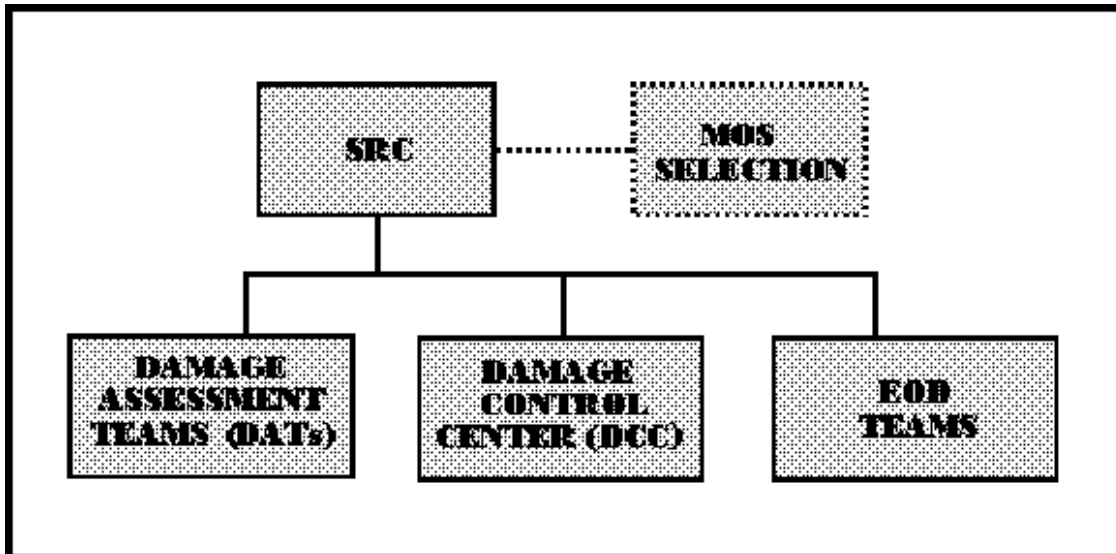 SRC
MOS
SELECTION
DAMAGE
ASSESSMENT
TEAMS (DATs)
DAMAGE
CONTROL
CENTER (DCC)
EOD
TEAMS